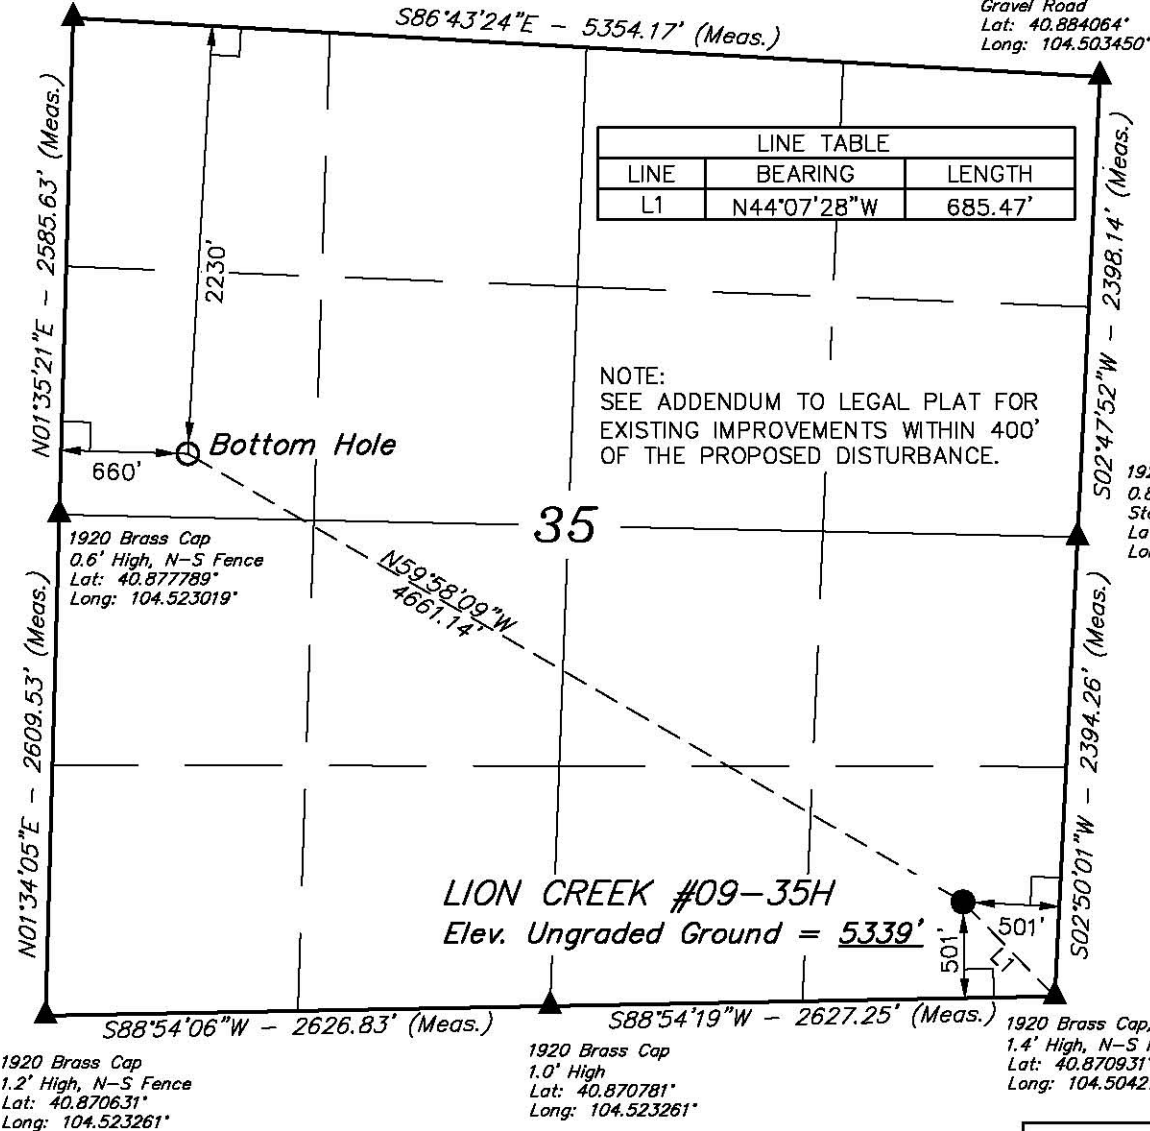 Gravel Road
Lat: 40.884064°
Long: 104.503450°
S86°43'24"E - 5354.17' (Meas.)
N01°35'21"E - 2585.63' (Meas.)
2230'
LINE TABLE
LINE BEARING LENGTH
L1 N44°07'28"W 685.47'
S02°47'52"W - 2398.14' (Meas.)
NOTE:
SEE ADDENDUM TO LEGAL PLAT FOR
EXISTING IMPROVEMENTS WITHIN 400'
OF THE PROPOSED DISTURBANCE.
Bottom Hole
660'
35
1920 Brass Cap
0.6' High, N-S Fence
Lat: 40.877789°
Long: 104.523019°
N59°58'09"W
4661.14'
N01°34'05"E - 2609.53' (Meas.)
S02°50'01"W - 2394.26' (Meas.)
LION CREEK #09-35H
Elev. Ungraded Ground = 5339'
501'
501'
L1
S88°54'06"W - 2626.83' (Meas.)
S88°54'19"W - 2627.25' (Meas.)
1920 Brass Cap
1.2' High, N-S Fence
Lat: 40.870631°
Long: 104.523261°
1920 Brass Cap
1.0' High
Lat: 40.870781°
Long: 104.523261°
1920 Brass Cap,
1.4' High, N-S
Lat: 40.870931°
Long: 104.5042